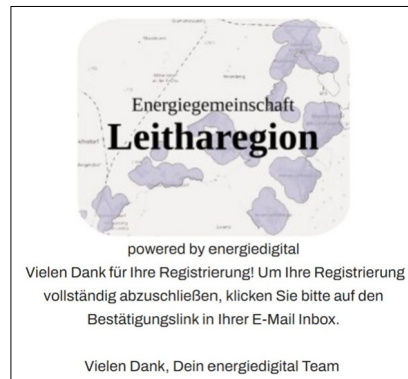 Energiegemeinschaft
Leitharegion
powered by energiedigital
Vielen Dank für Ihre Registrierung! Um Ihre Registrierung
vollständig abzuschließen, klicken Sie bitte auf den
Bestätigungslink in Ihrer E-Mail Inbox.
Vielen Dank, Dein energiedigital Team